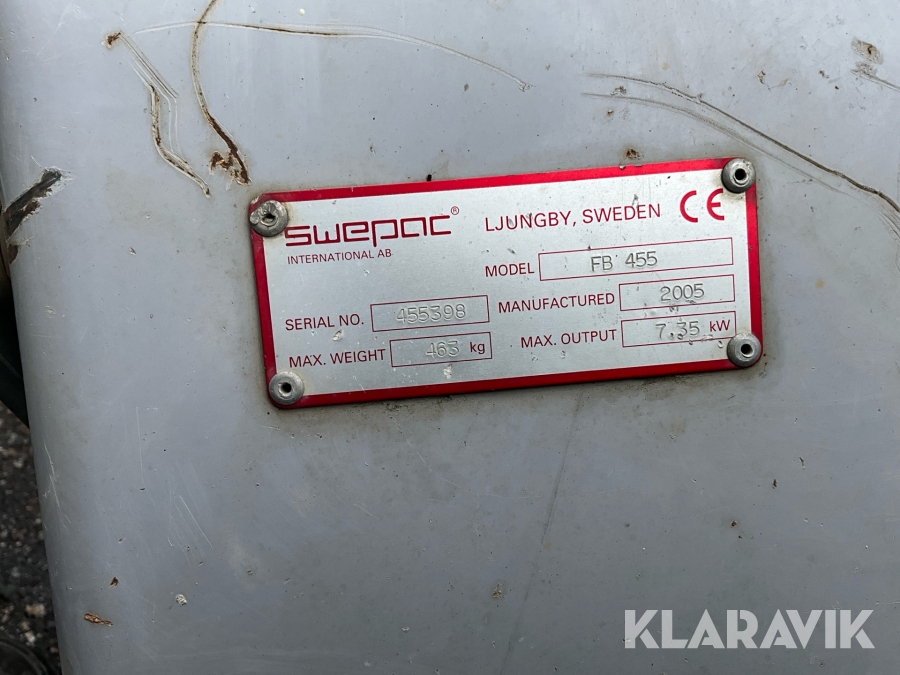 swepac® LJUNGBY, SWEDEN CE
INTERNATIONAL AB
MODEL FB 455
SERIAL NO. 455398 MANUFACTURED 2005
MAX. WEIGHT 463 kg MAX. OUTPUT 7.35 kW
KLARAVIK